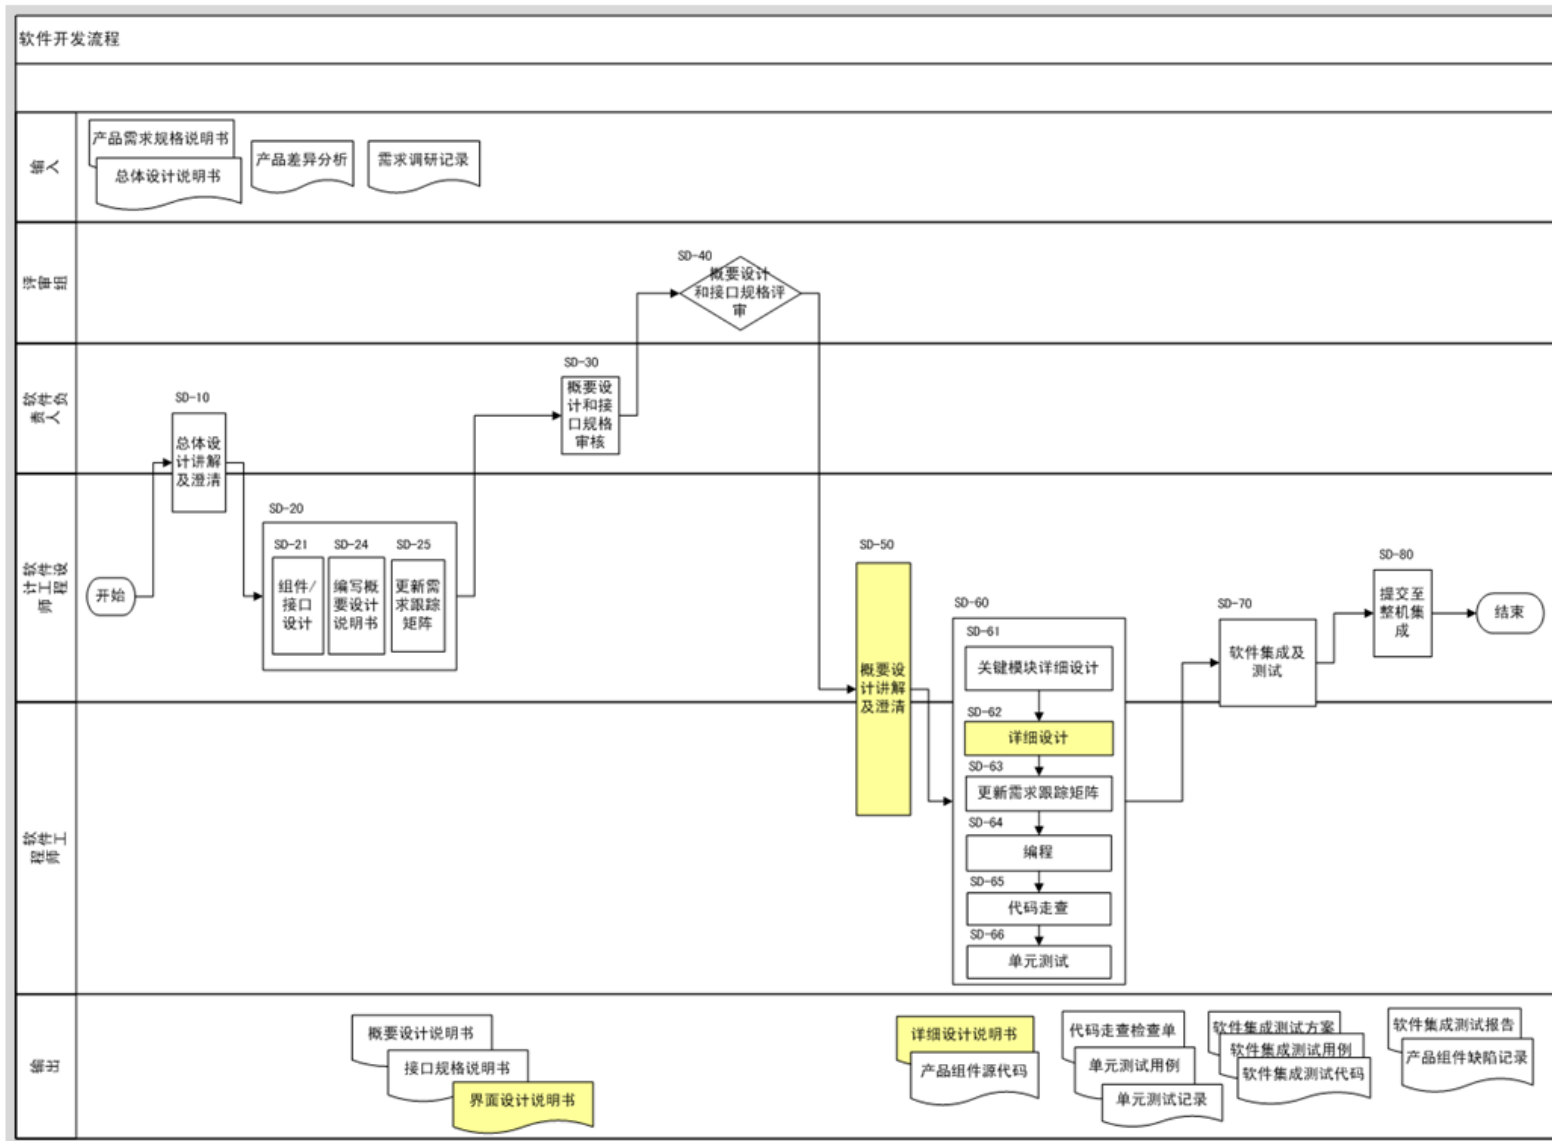 软件开发流程
输入
产品需求规格说明书
总体设计说明书
产品差异分析
需求调研记录
评审组
SD-40
概要设计
和接口规格评
审
软件负
责人
SD-10
总体设
计讲解
及澄清
SD-30
概要设
计和接
口规格
审核
软件设
计工程
师
开始
SD-20
SD-21
组件/
接口
设计
SD-24
编写概
要设计
说明书
SD-25
更新需
求跟踪
矩阵
SD-50
概要设
计讲解
及澄清
SD-60
SD-61
关键模块详细设计
SD-62
详细设计
SD-63
更新需求跟踪矩阵
SD-64
编程
SD-65
代码走查
SD-66
单元测试
SD-70
软件集成及
测试
SD-80
提交至
整机集
成
结束
软件工
程师
输出
概要设计说明书
接口规格说明书
界面设计说明书
详细设计说明书
产品组件源代码
代码走查检查单
单元测试用例
单元测试记录
软件集成测试方案
软件集成测试用例
软件集成测试代码
软件集成测试报告
产品组件缺陷记录